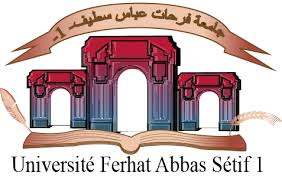 جامعة فرحات عباس سطيف 1
Université Ferhat Abbas Sétif 1